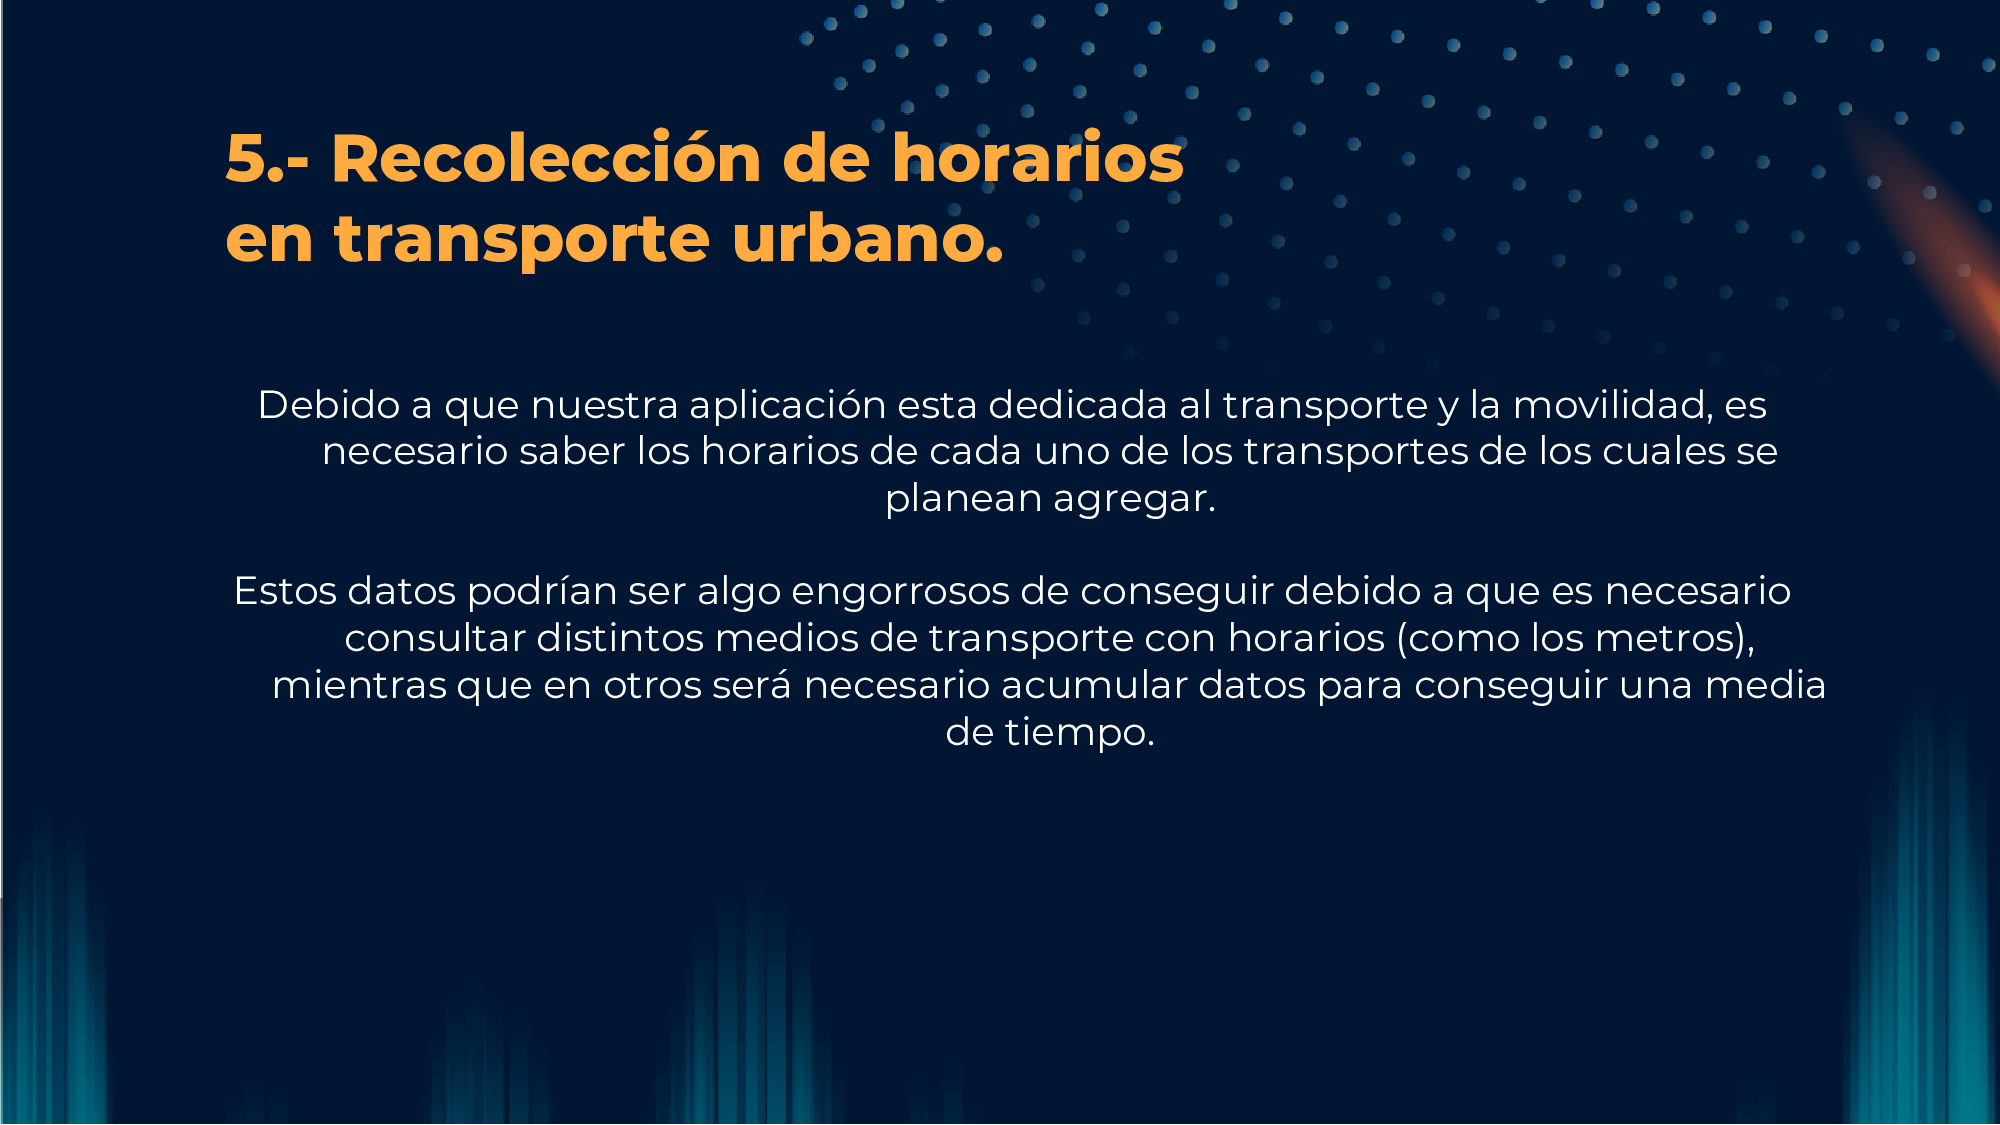 5.- Recolección de horarios
en transporte urbano.
Debido a que nuestra aplicación esta dedicada al transporte y la movilidad, es
necesario saber los horarios de cada uno de los transportes de los cuales se
planean agregar.
Estos datos podrían ser algo engorrosos de conseguir debido a que es necesario
consultar distintos medios de transporte con horarios (como los metros),
mientras que en otros será necesario acumular datos para conseguir una media
de tiempo.